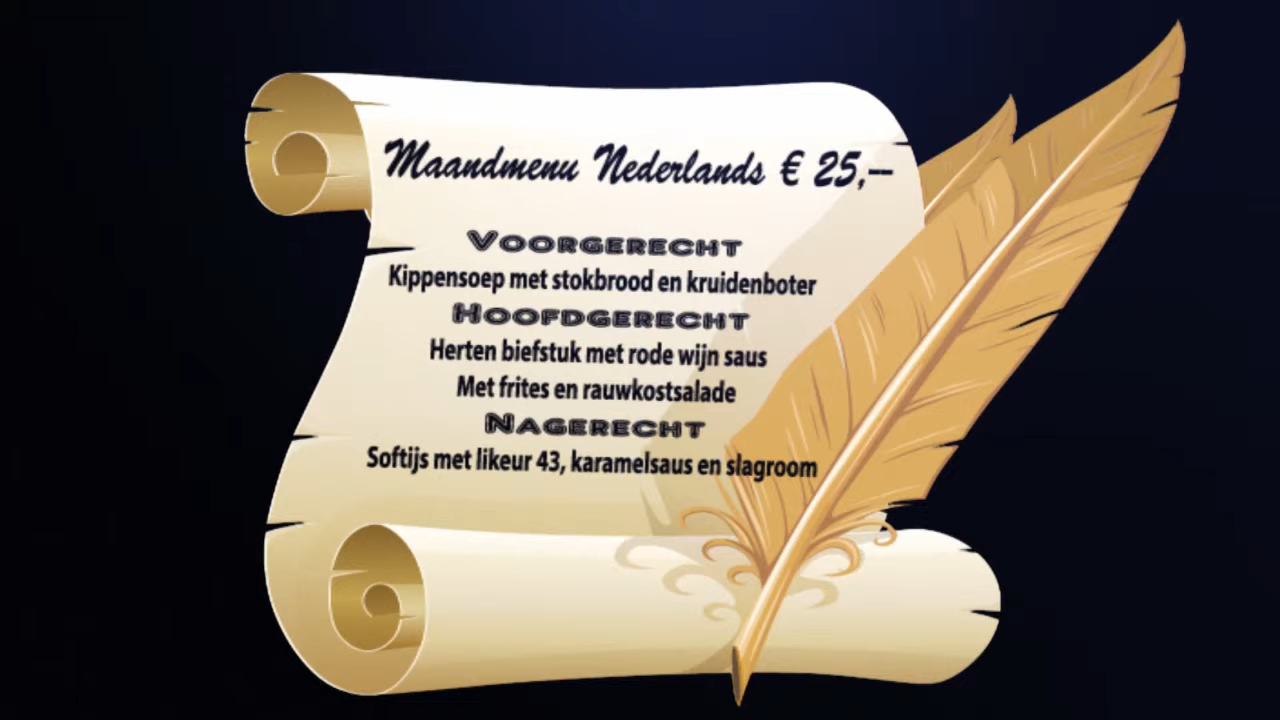 Maandmenu Nederlands € 25,--
Voorgerecht
Kippensoep met stokbrood en kruidenboter
Hoofdgerecht
Herten biefstuk met rode wijn saus
Met frites en rauwkostsalade
Nagerecht
Softijs met likeur 43, karamelsaus en slagroom